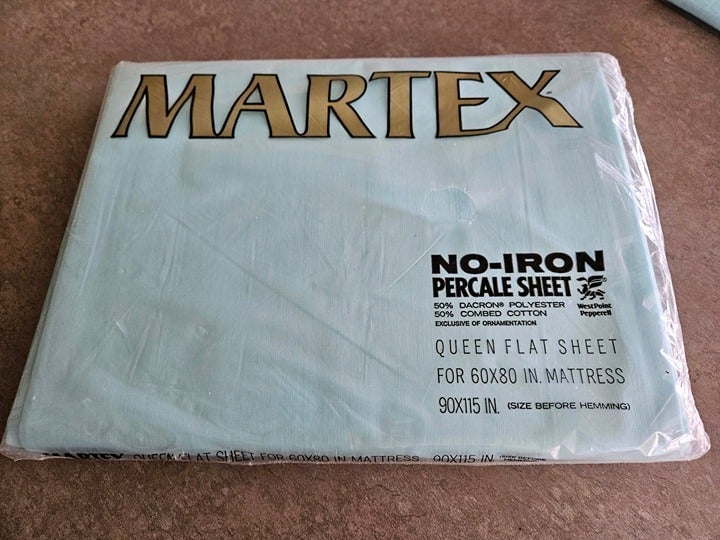 MARTEX
NO-IRON
PERCALE SHEET
50% DACRON® POLYESTER
50% COMBED COTTON
EXCLUSIVE OF ORNAMENTATION
WestPoint
Pepperell
QUEEN FLAT SHEET
FOR 60X80 IN. MATTRESS
90X115 IN. (SIZE BEFORE HEMMING)
MARTEX QUEEN FLAT SHEET FOR 60X80 IN MATTRESS 90X115 IN.